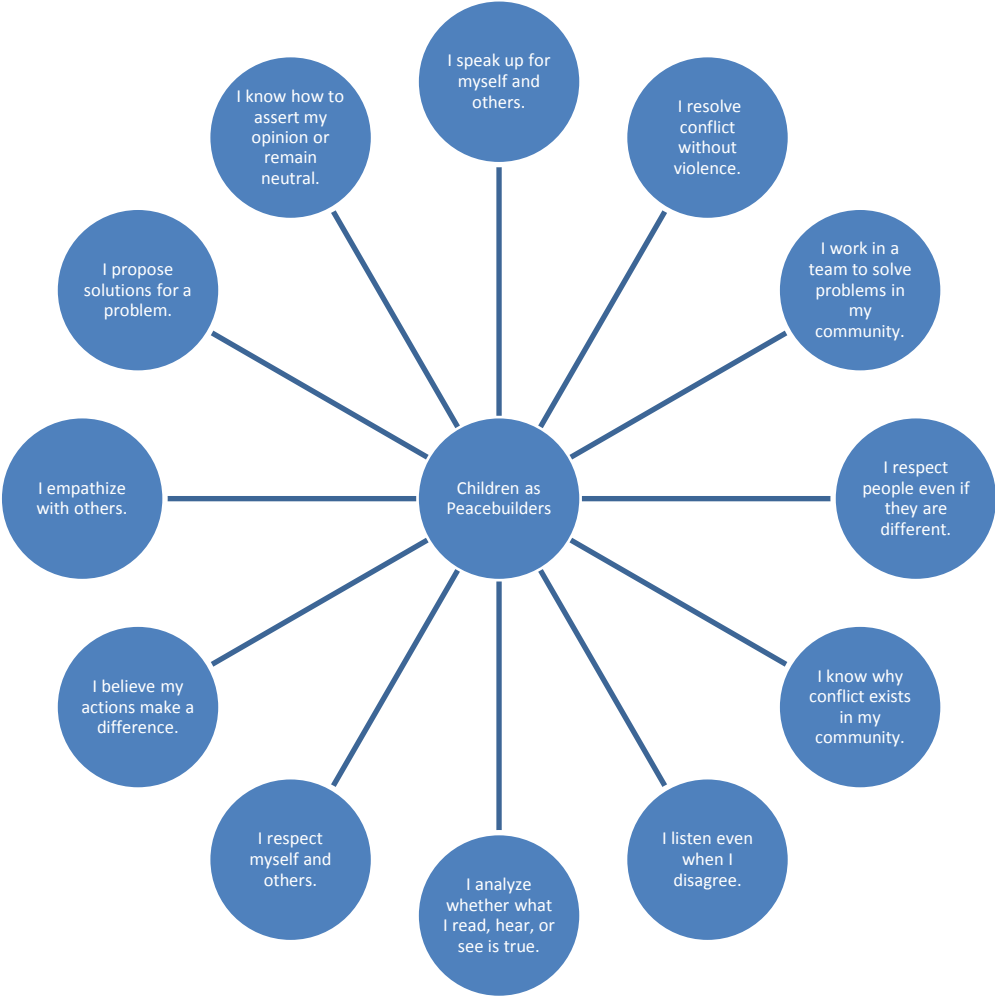 I speak up for
myself and
others.
I resolve
conflict
without
violence.
I work in a
team to solve
problems in
my
community.
I respect
people even if
they are
different.
I know why
conflict exists
in my
community.
I listen even
when I
disagree.
I analyze
whether what
I read, hear, or
see is true.
I respect
myself and
others.
I believe my
actions make a
difference.
I empathize
with others.
I propose
solutions for a
problem.
I know how to
assert my
opinion or
remain
neutral.
Children as
Peacebuilders